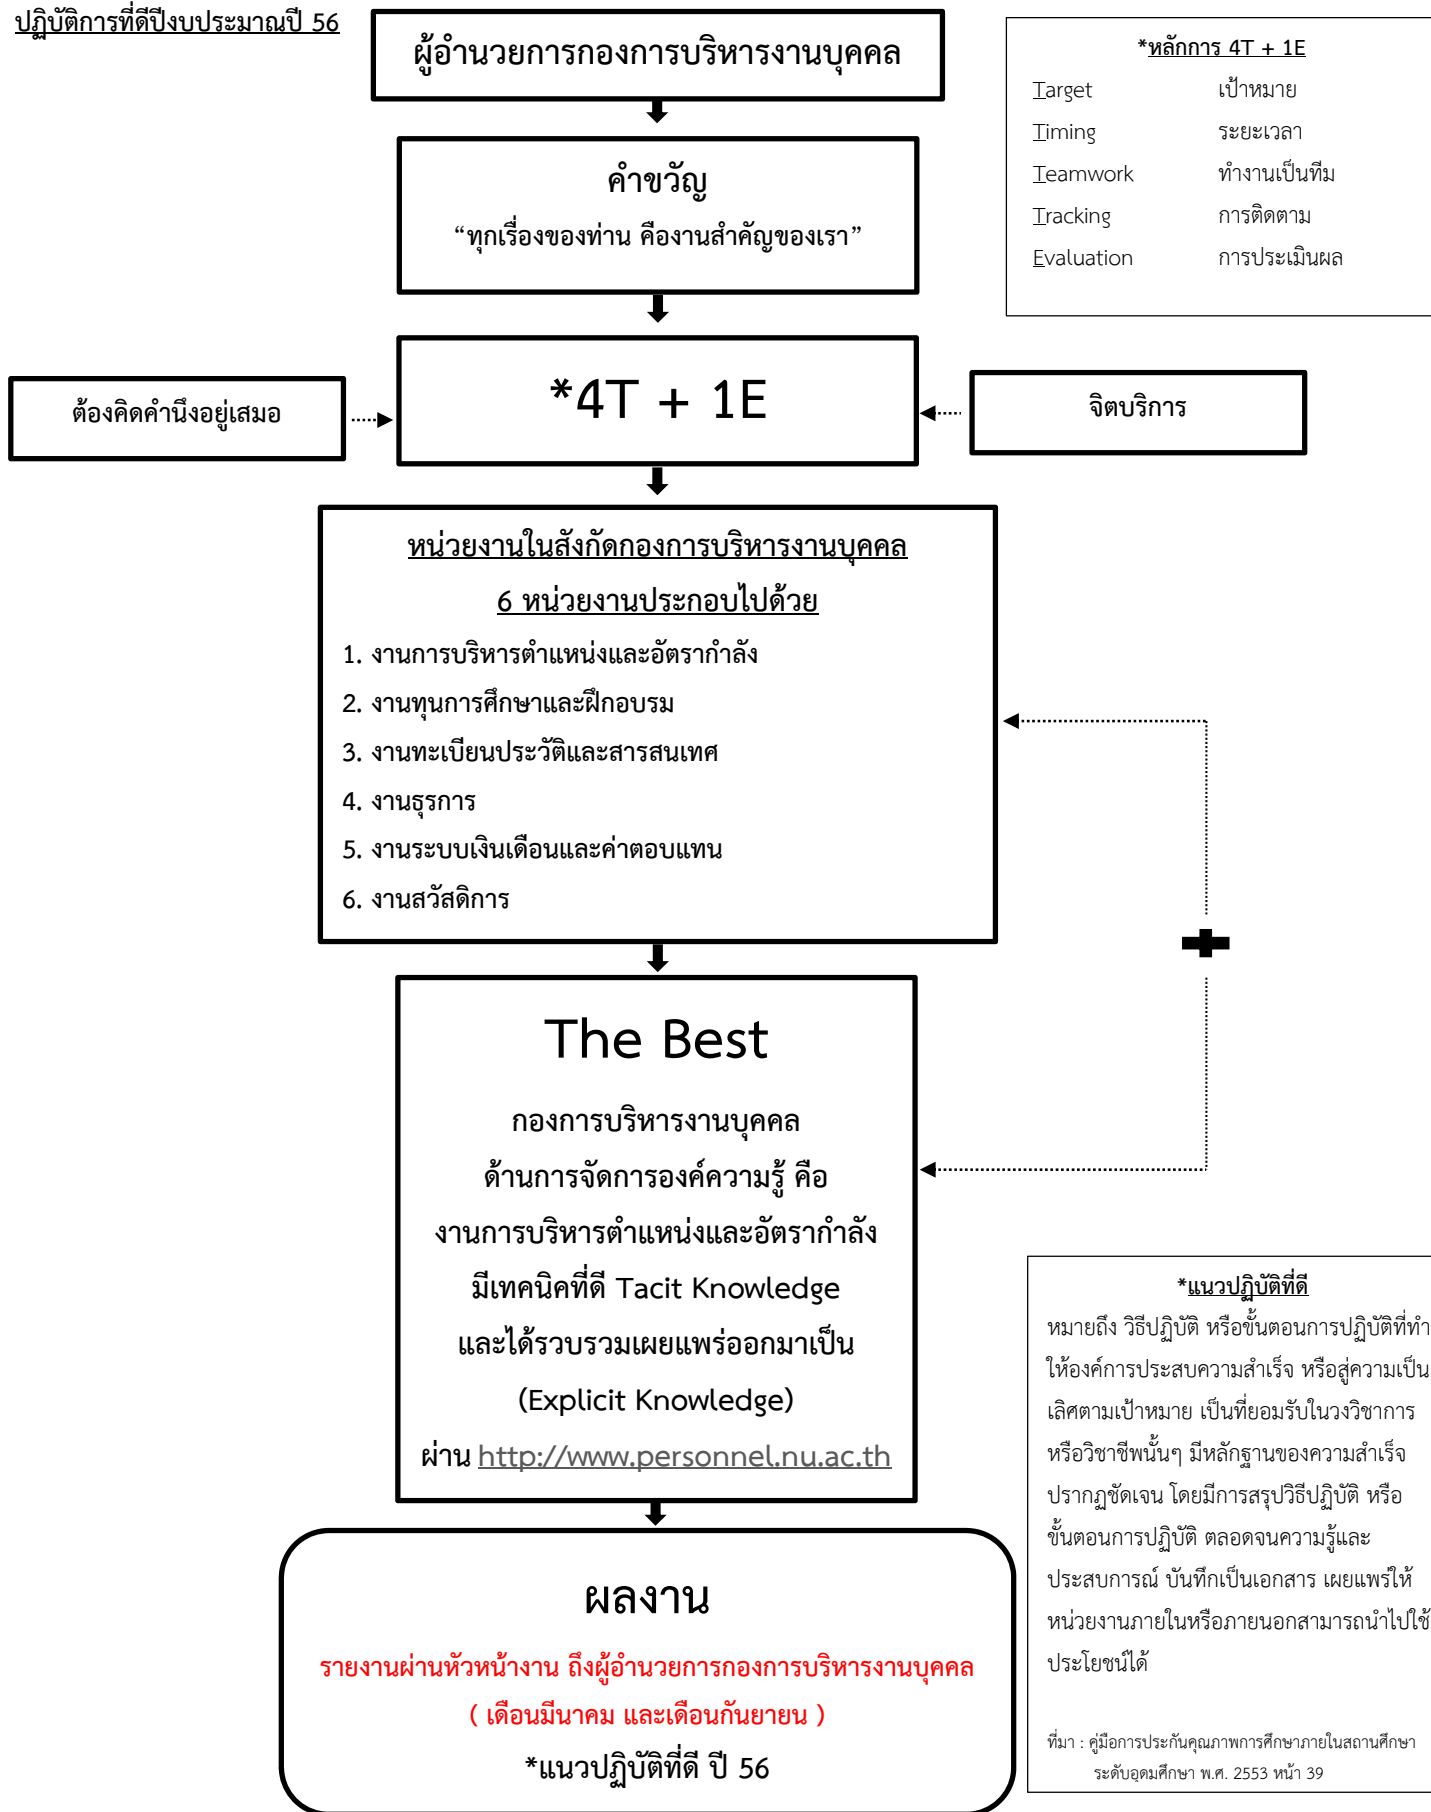 ปฏิบัติการที่ดีปีงบประมาณปี 56
ผู้อำนวยการกองการบริหารงานบุคคล
*หลักการ 4T + 1E
Target เป้าหมาย
Timing ระยะเวลา
Teamwork ทำงานเป็นทีม
Tracking การติดตาม
Evaluation การประเมินผล
คำขวัญ
“ทุกเรื่องของท่าน คืองานสำคัญของเรา”
ต้องคิดคำนึงอยู่เสมอ
*4T + 1E
จิตบริการ
หน่วยงานในสังกัดกองการบริหารงานบุคคล
6 หน่วยงานประกอบไปด้วย
1. งานการบริหารตำแหน่งและอัตรากำลัง
2. งานทุนการศึกษาและฝึกอบรม
3. งานทะเบียนประวัติและสารสนเทศ
4. งานธุรการ
5. งานระบบเงินเดือนและค่าตอบแทน
6. งานสวัสดิการ
The Best
กองการบริหารงานบุคคล
ด้านการจัดการองค์ความรู้ คือ
งานการบริหารตำแหน่งและอัตรากำลัง
มีเทคนิคที่ดี Tacit Knowledge
และได้รวบรวมเผยแพร่ออกมาเป็น
(Explicit Knowledge)
ผ่าน http://www.personnel.nu.ac.th
*แนวปฏิบัติที่ดี
หมายถึง วิธีปฏิบัติ หรือขั้นตอนการปฏิบัติที่ทำ
ให้องค์การประสบความสำเร็จ หรือสู่ความเป็น
เลิศตามเป้าหมาย เป็นที่ยอมรับในวงวิชาการ
หรือวิชาชีพนั้นๆ มีหลักฐานของความสำเร็จ
ปรากฏชัดเจน โดยมีการสรุปวิธีปฏิบัติ หรือ
ขั้นตอนการปฏิบัติ ตลอดจนความรู้และ
ประสบการณ์ บันทึกเป็นเอกสาร เผยแพร่ให้
หน่วยงานภายในหรือภายนอกสามารถนำไปใช้
ประโยชน์ได้
ที่มา : คู่มือการประกันคุณภาพการศึกษาภายในสถานศึกษา
ระดับอุดมศึกษา พ.ศ. 2553 หน้า 39
ผลงาน
รายงานผ่านหัวหน้างาน ถึงผู้อำนวยการกองการบริหารงานบุคคล
( เดือนมีนาคม และเดือนกันยายน )
*แนวปฏิบัติที่ดี ปี 56